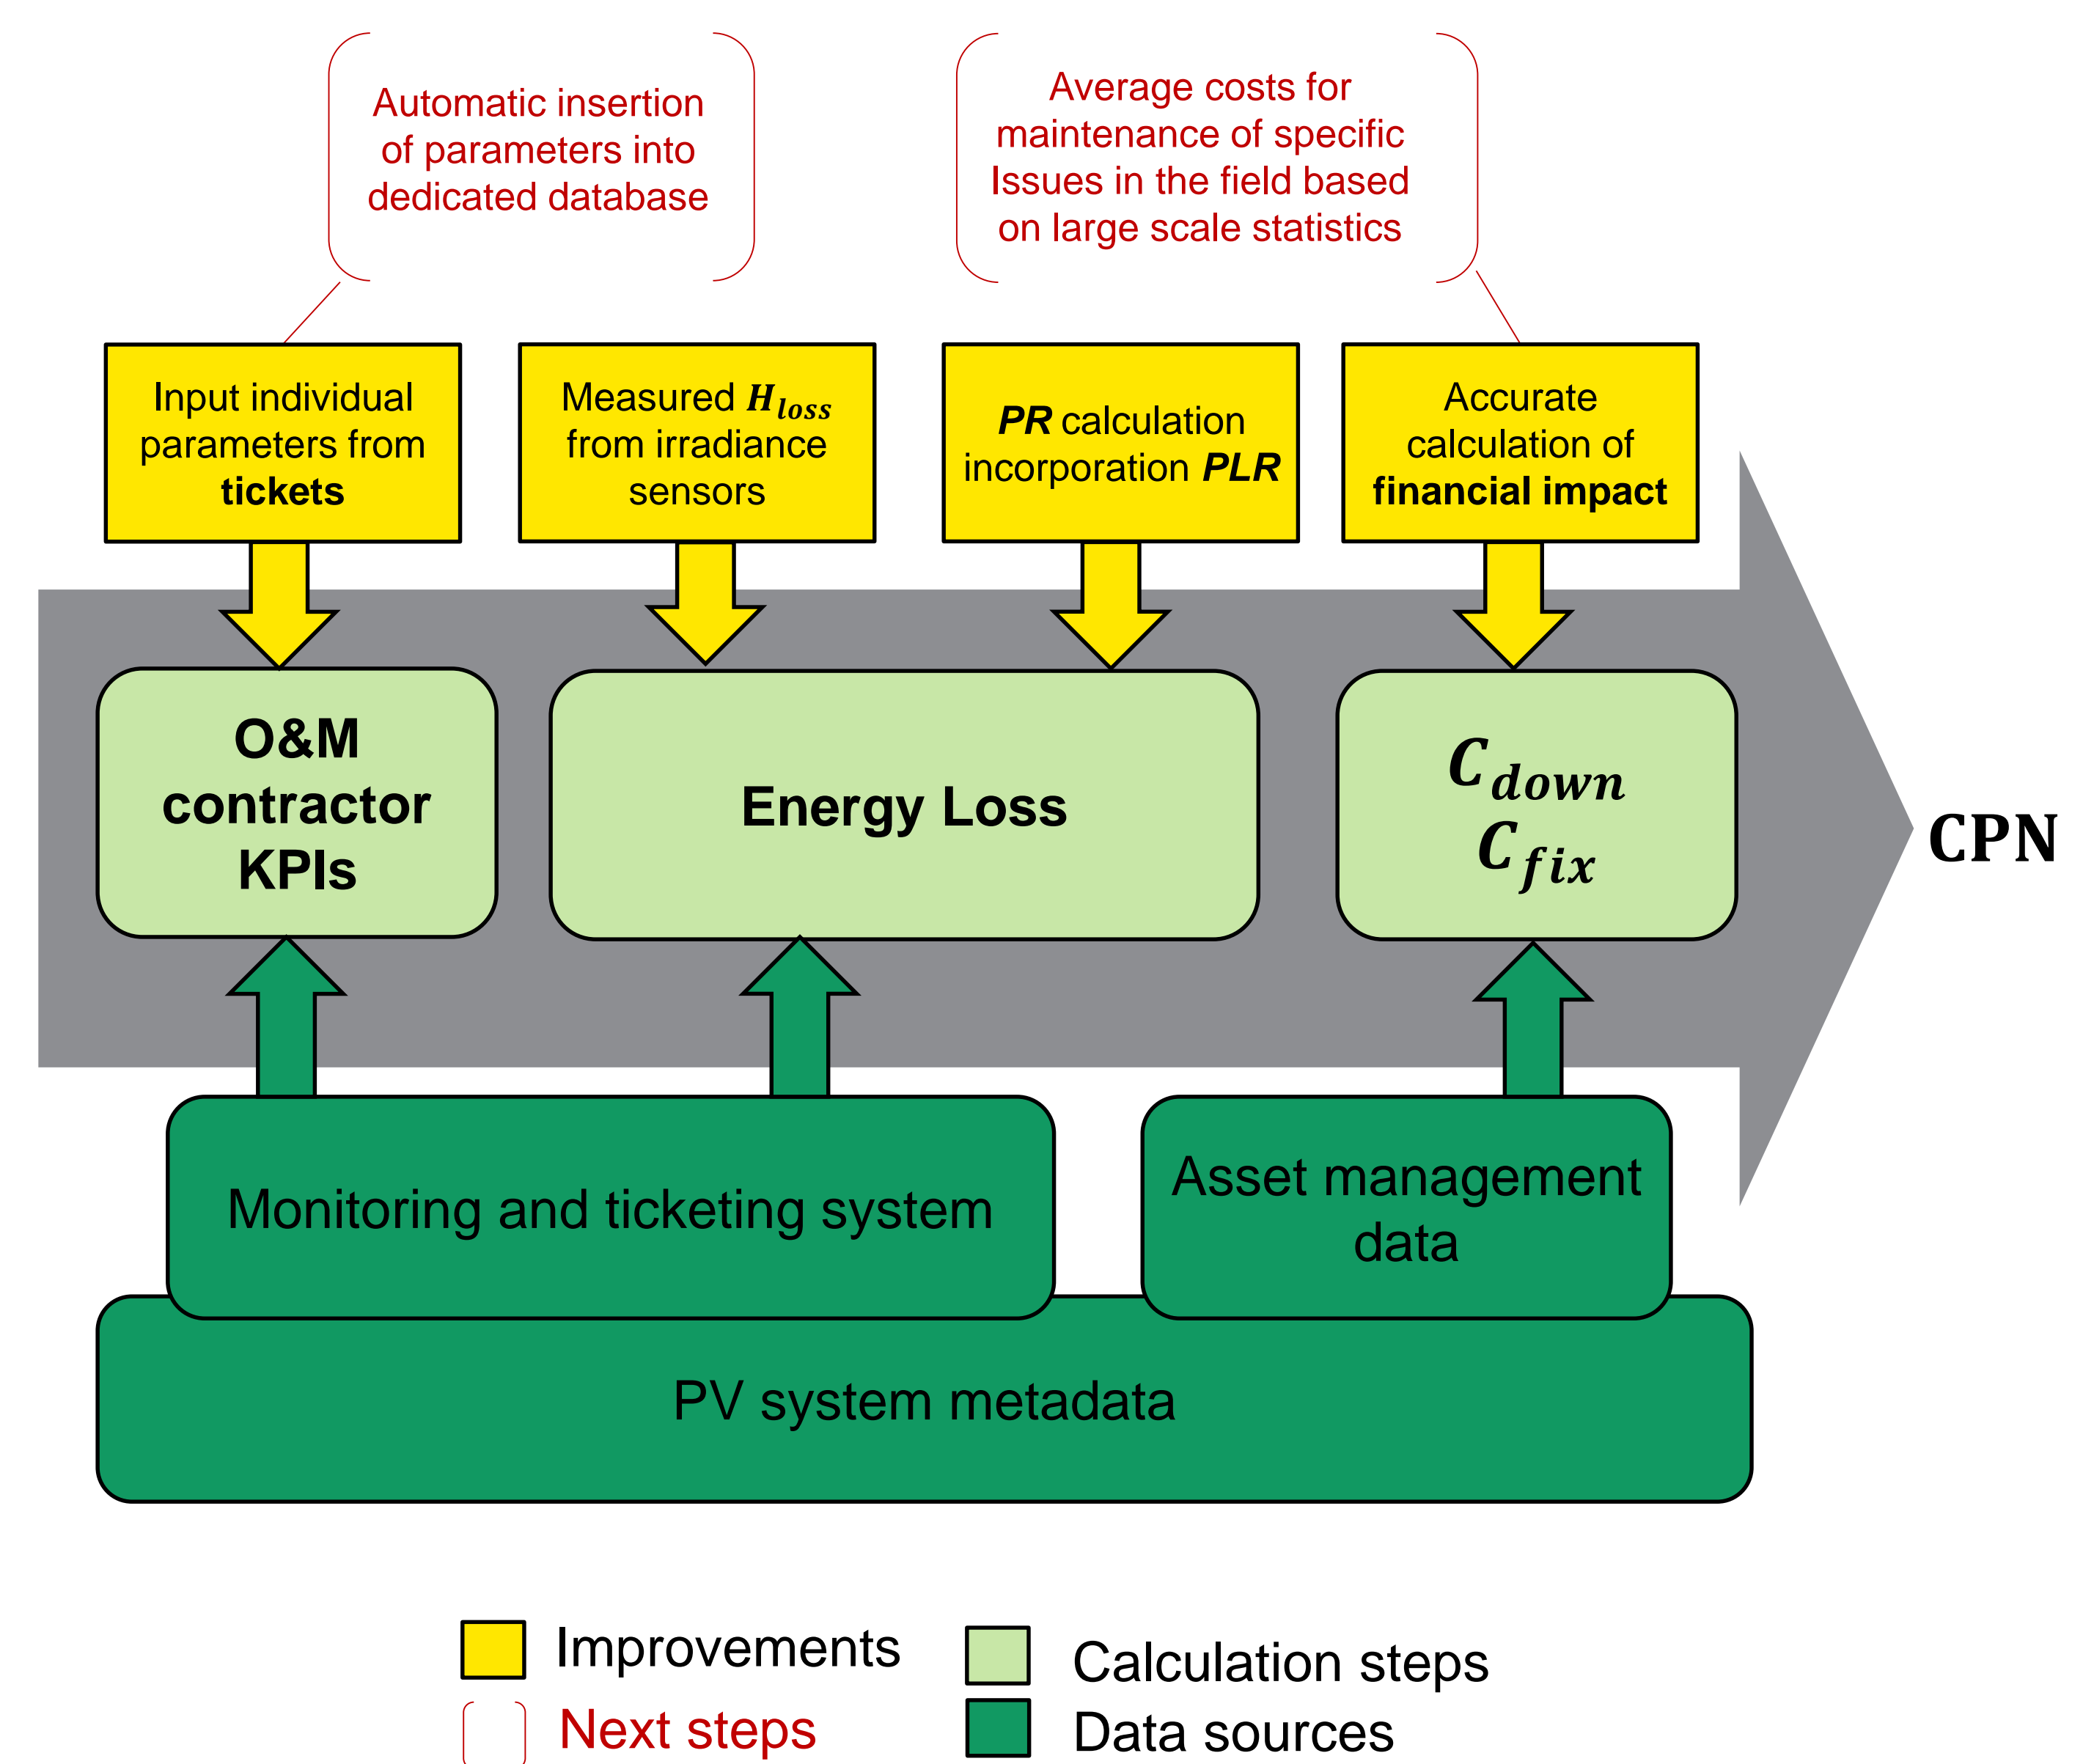 Automatic insertion
of parameters into
dedicated database
Average costs for
maintenance of specific
Issues in the field based
on large scale statistics
Input individual
parameters from
tickets
Measured H_loss
from irradiance
sensors
PR calculation
incorporation PLR
Accurate
calculation of
financial impact
O&M
contractor
KPIs
Energy Loss
C_down
C_fix
CPN
Monitoring and ticketing system
Asset management
data
PV system metadata
Improvements
Calculation steps
Next steps
Data sources